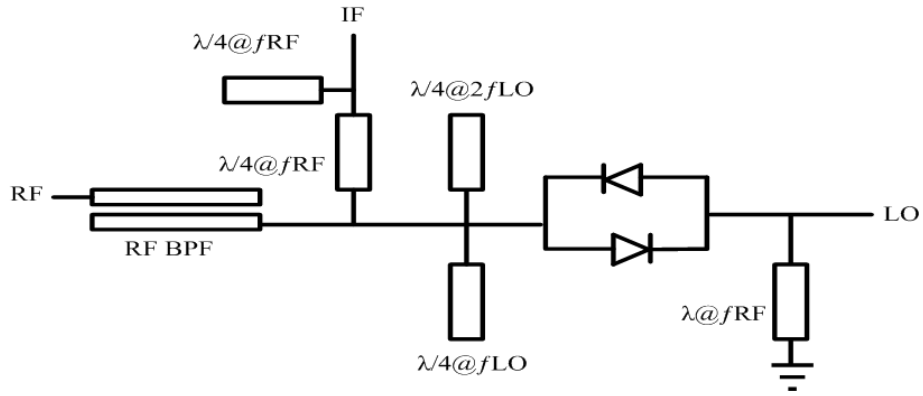 IF
λ/4@fRF
λ/4@2fLO
λ/4@fRF
RF
LO
RF BPF
λ@fRF
λ/4@fLO